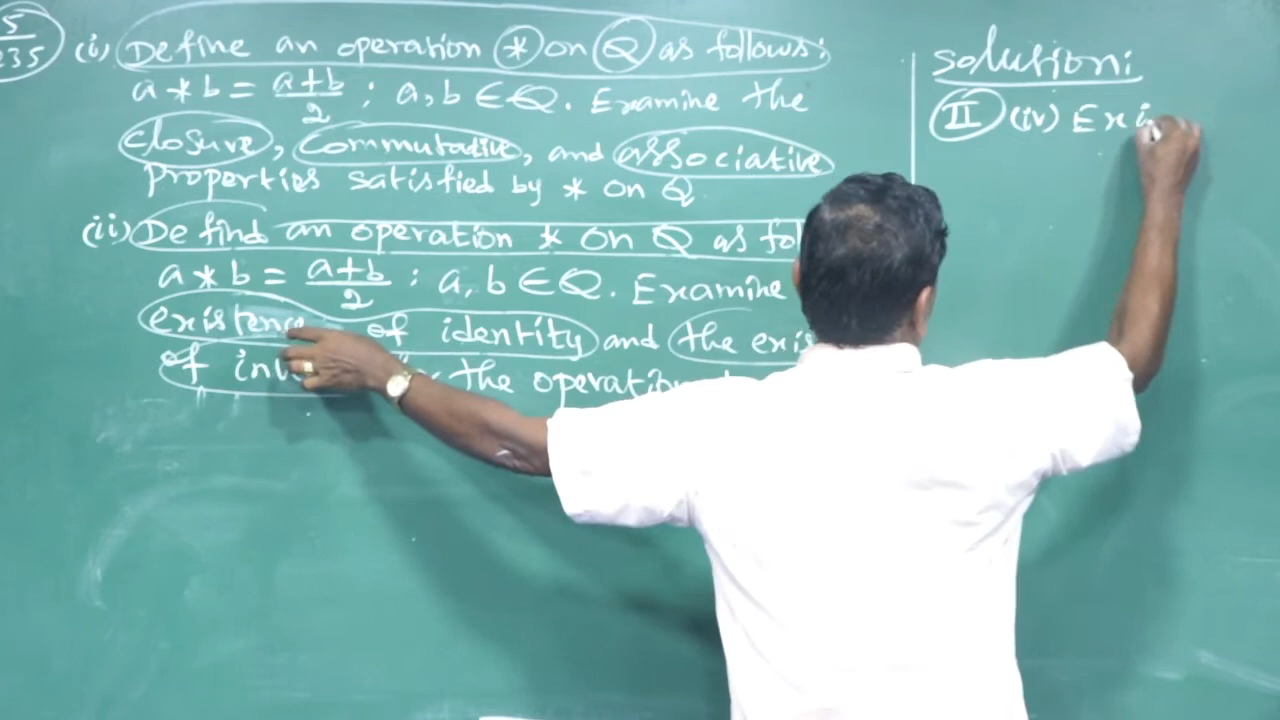 5
235
(i) Define an operation * on Q as follows:
a * b = a+b/2 ; a, b ∈ Q. Examine the
closure, commutative, and associative
properties satisfied by * on Q.
(ii) Define an operation * on Q as fol
a * b = a+b/2 : a, b ∈ Q. Examine
existenc of identity and the exis
of inv the operation
solution:
II (iv) Exi